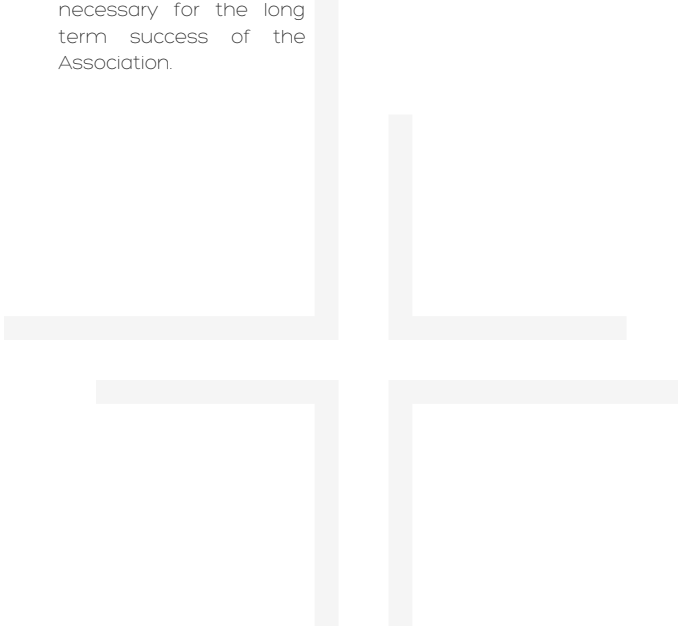 necessary for the long
term success of the
Association.